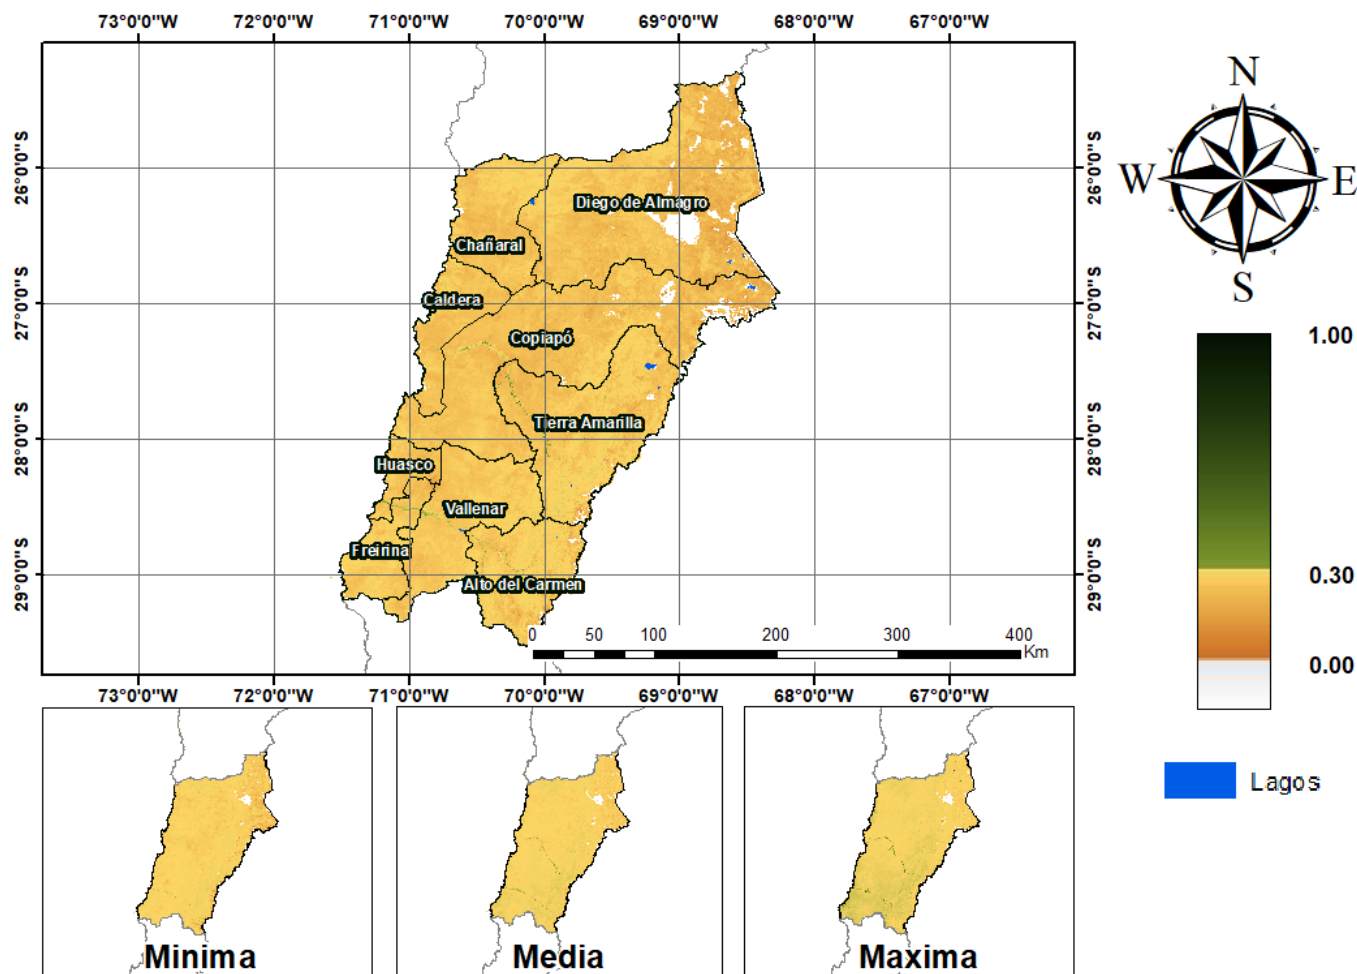 73°0'0"W 72°0'0"W 71°0'0"W 70°0'0"W 69°0'0"W 68°0'0"W 67°0'0"W
26°0'0"S
27°0'0"S
28°0'0"S
29°0'0"S
Diego de Almagro
Chañaral
Caldera
Copiapó
Tierra Amarilla
Huasco
Vallenar
Freirina
Alto del Carmen
0 50 100 200 300 400
Km
26°0'0"S
27°0'0"S
28°0'0"S
29°0'0"S
73°0'0"W 72°0'0"W 71°0'0"W 70°0'0"W 69°0'0"W 68°0'0"W 67°0'0"W
N
W E
S
1.00
0.30
0.00
Lagos
Minima Media Maxima